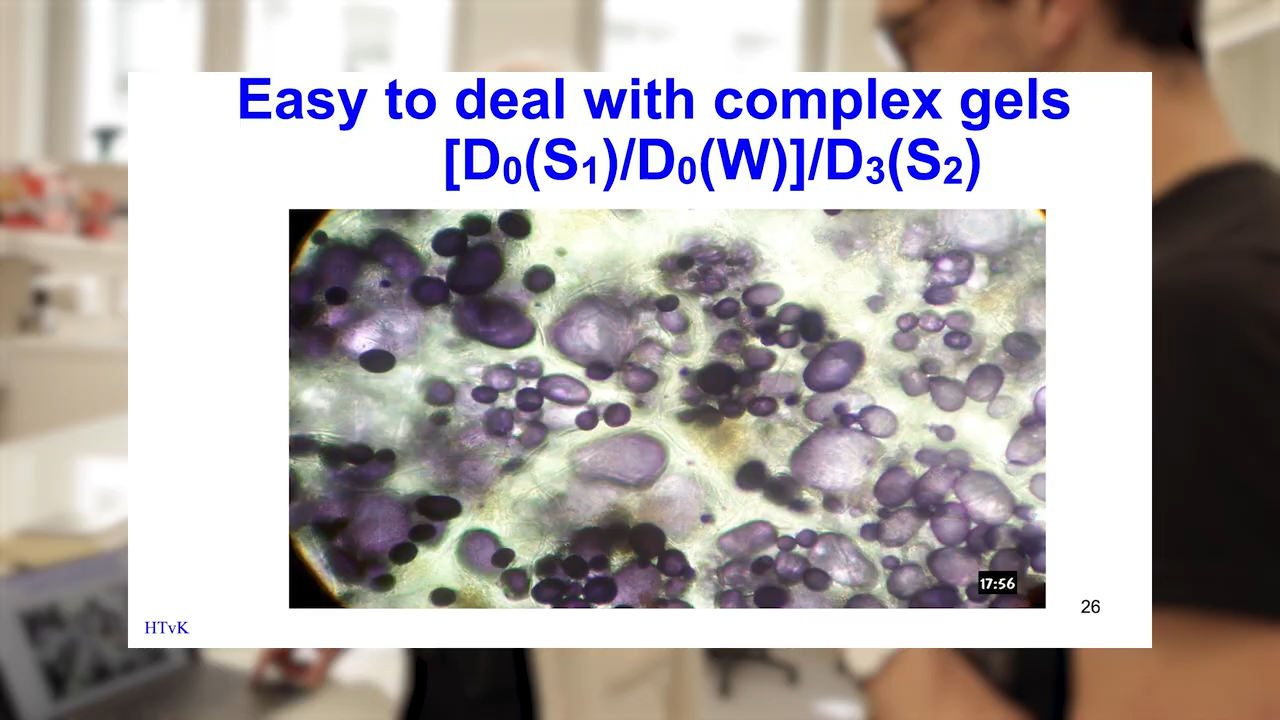 Easy to deal with complex gels
[D₀(S₁)/D₀(W)]/D₃(S₂)
17:56
26
HTvK